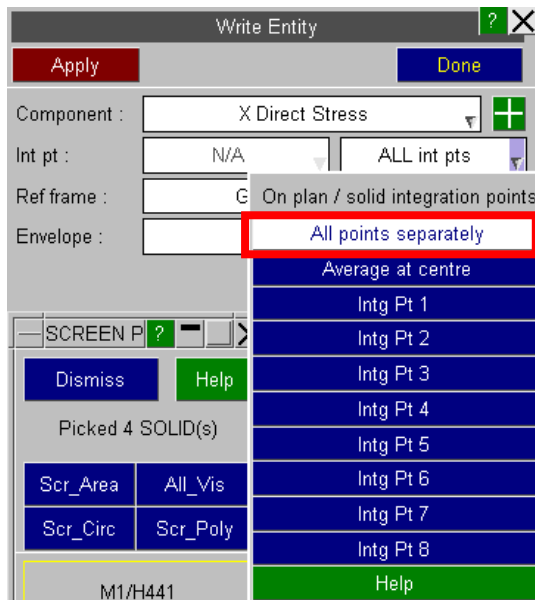 Write Entity ? X
Apply Done
Component : X Direct Stress +
Int pt : N/A ALL int pts
Ref frame : G On plan / solid integration points
Envelope : All points separately
Average at centre
Intg Pt 1
SCREEN P ? Intg Pt 2
Dismiss Help Intg Pt 3
Intg Pt 4
Picked 4 SOLID(s) Intg Pt 5
Scr_Area All_Vis Intg Pt 6
Scr_Circ Scr_Poly Intg Pt 7
Intg Pt 8
M1/H441 Help